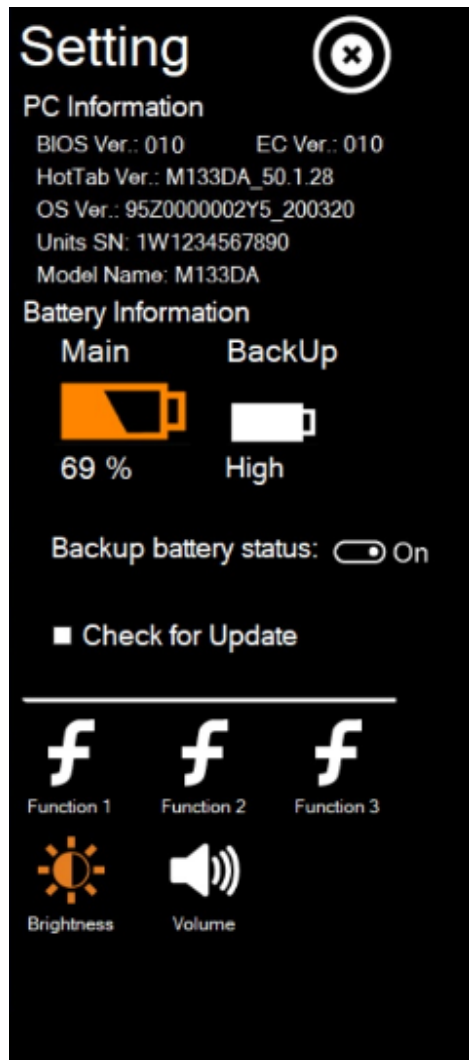 Setting
PC Information
BIOS Ver.: 010 EC Ver.: 010
HotTab Ver.: M133DA_50.1.28
OS Ver.: 95Z0000002Y5_200320
Units SN: 1W1234567890
Model Name: M133DA
Battery Information
Main BackUp
69 % High
Backup battery status: On
Check for Update
Function 1 Function 2 Function 3
Brightness Volume